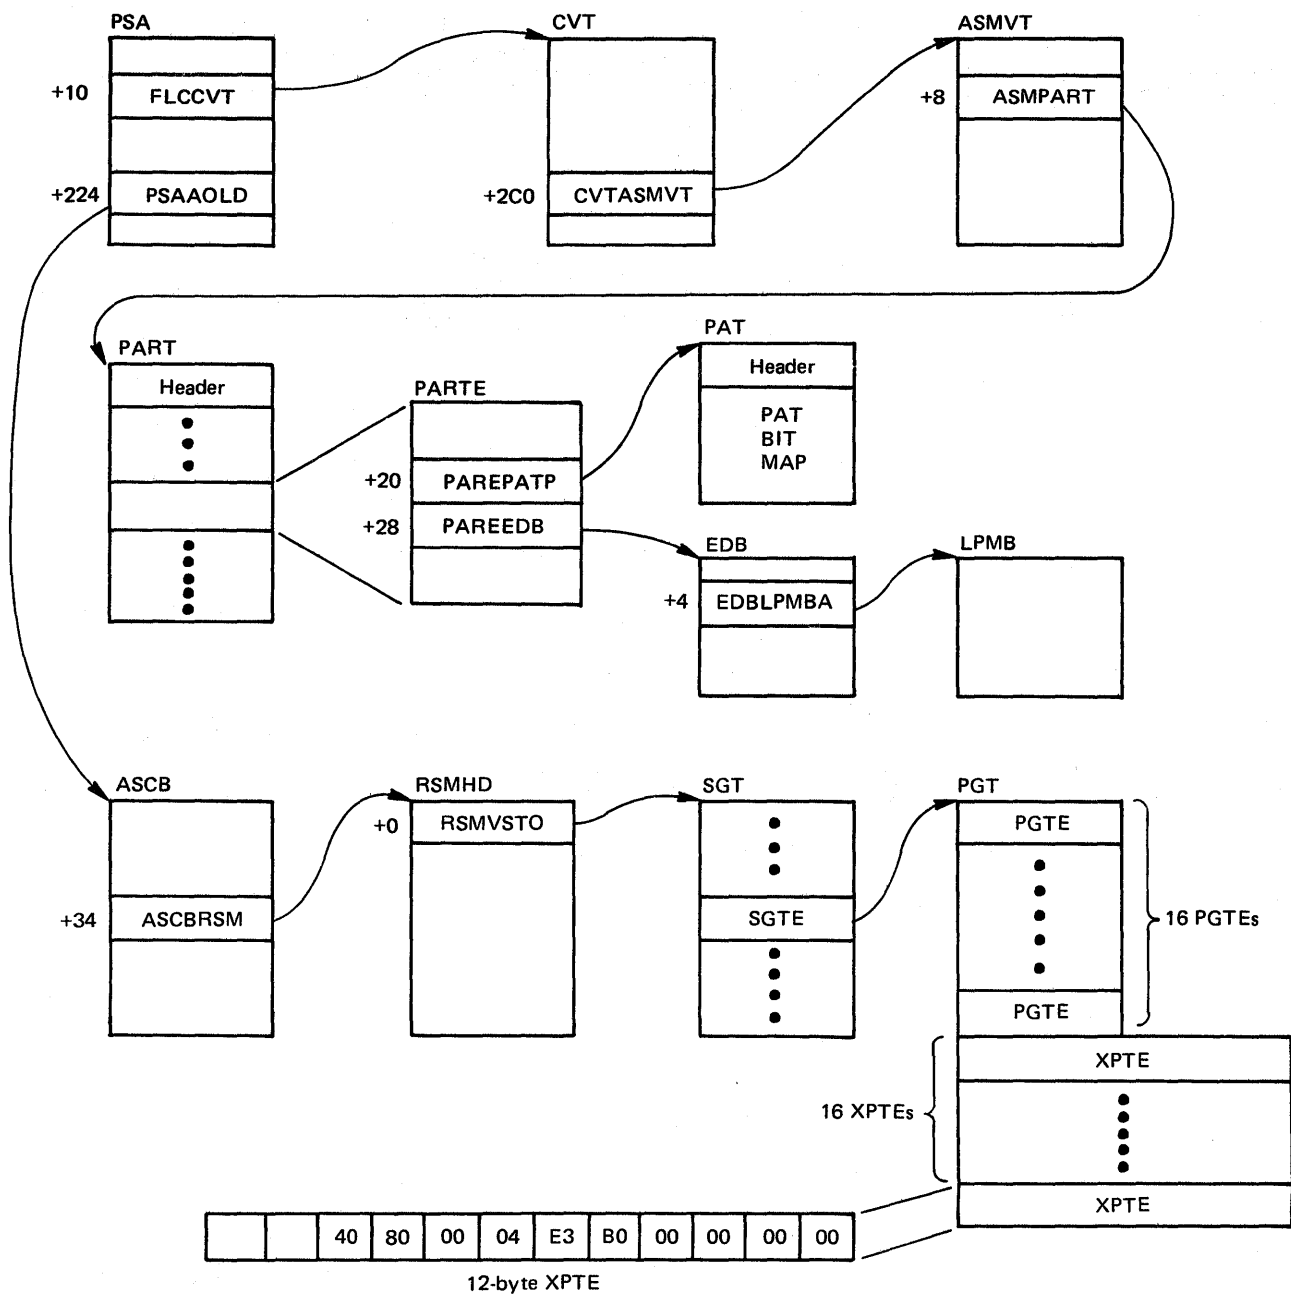 PSA
CVT
ASMVT
+10 FLCCVT
+8 ASMPART
+224 PSAAOLD
+2C0 CVTASMVT
PART
Header
PARTE
+20 PAREPATP
+28 PAREEDB
PAT
Header
PAT
BIT
MAP
EDB
+4 EDBLPMBA
LPMB
ASCB
+34 ASCBRSM
RSMHD
+0 RSMVSTO
SGT
SGTE
PGT
PGTE
16 PGTEs
PGTE
XPTE
16 XPTEs
XPTE
40 80 00 04 E3 B0 00 00 00 00
12-byte XPTE